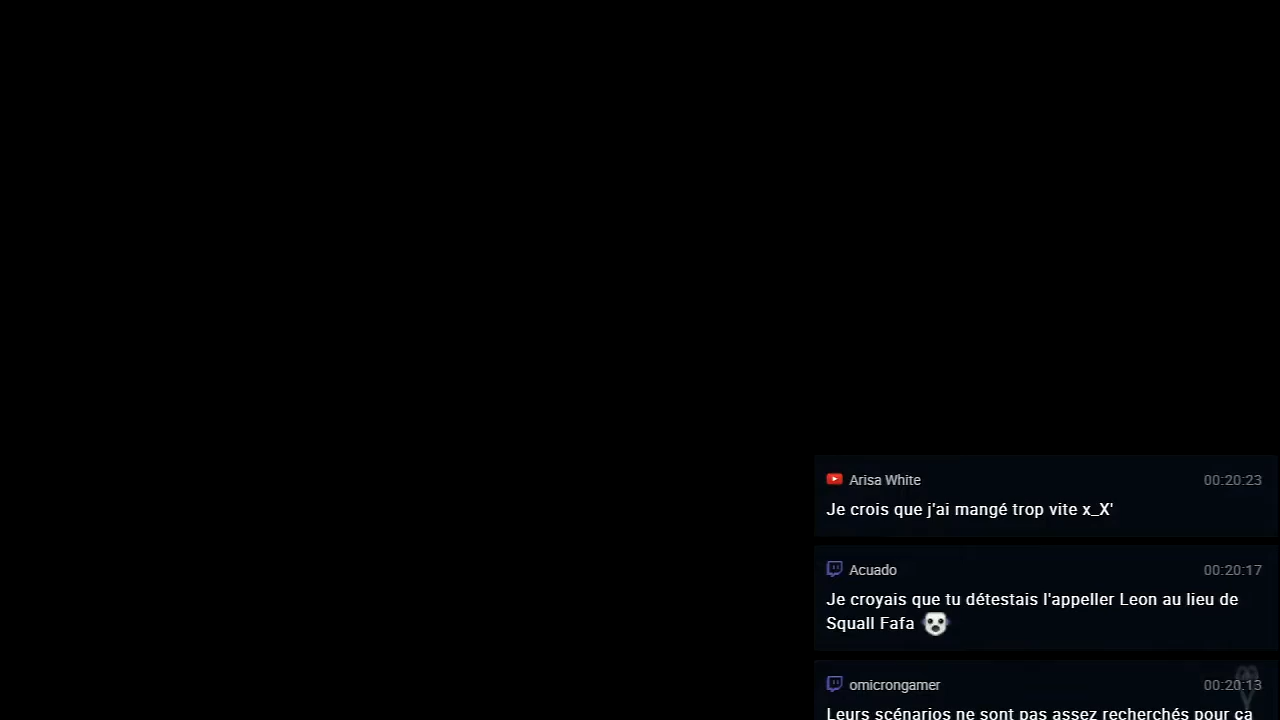 Arisa White 00:20:23
Je crois que j'ai mangé trop vite x_X'
Acuado 00:20:17
Je croyais que tu détestais l'appeller Leon au lieu de
Squall Fafa
omicrongamer 00:20:13
Leurs scénarios ne sont pas assez recherchés pour ça